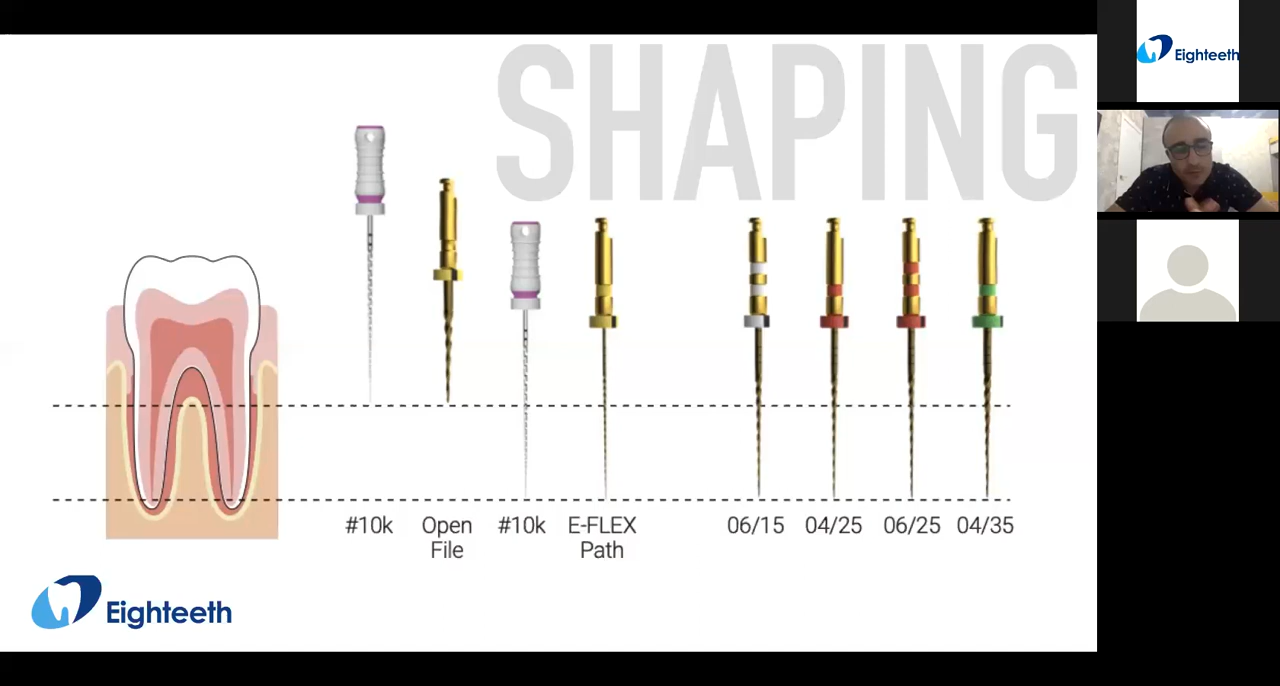 SHAPING
#10k
Open
File
#10k
E-FLEX
Path
06/15
04/25
06/25
04/35
Eighteeth
Eighteeth